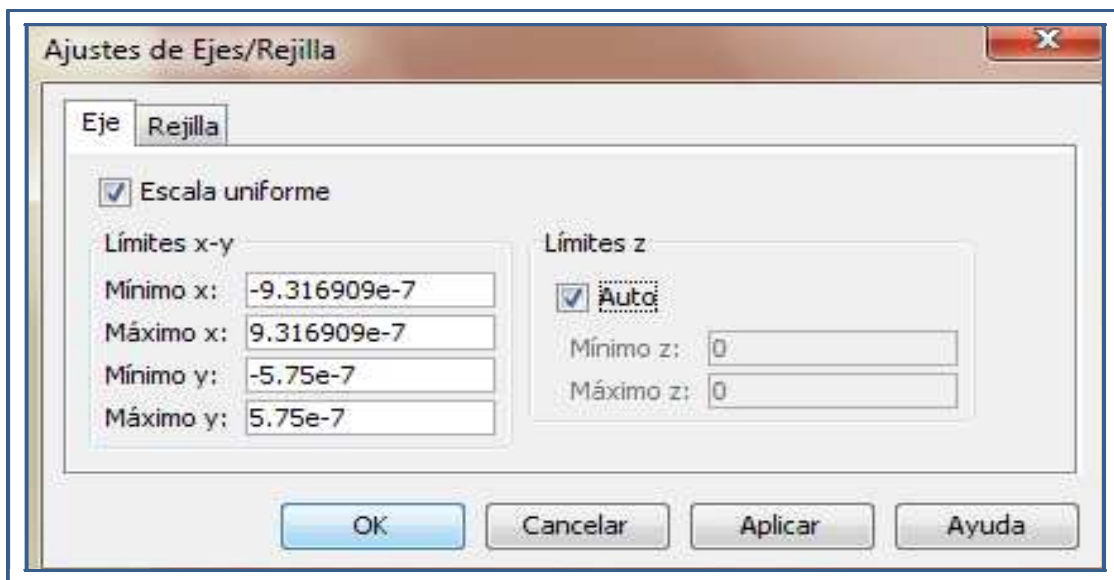 Ajustes de Ejes/Rejilla
Eje Rejilla
Escala uniforme
Límites x-y
Mínimo x: -9.316909e-7
Máximo x: 9.316909e-7
Mínimo y: -5.75e-7
Máximo y: 5.75e-7
Límites z
Auto
Mínimo z: 0
Máximo z: 0
OK Cancelar Aplicar Ayuda